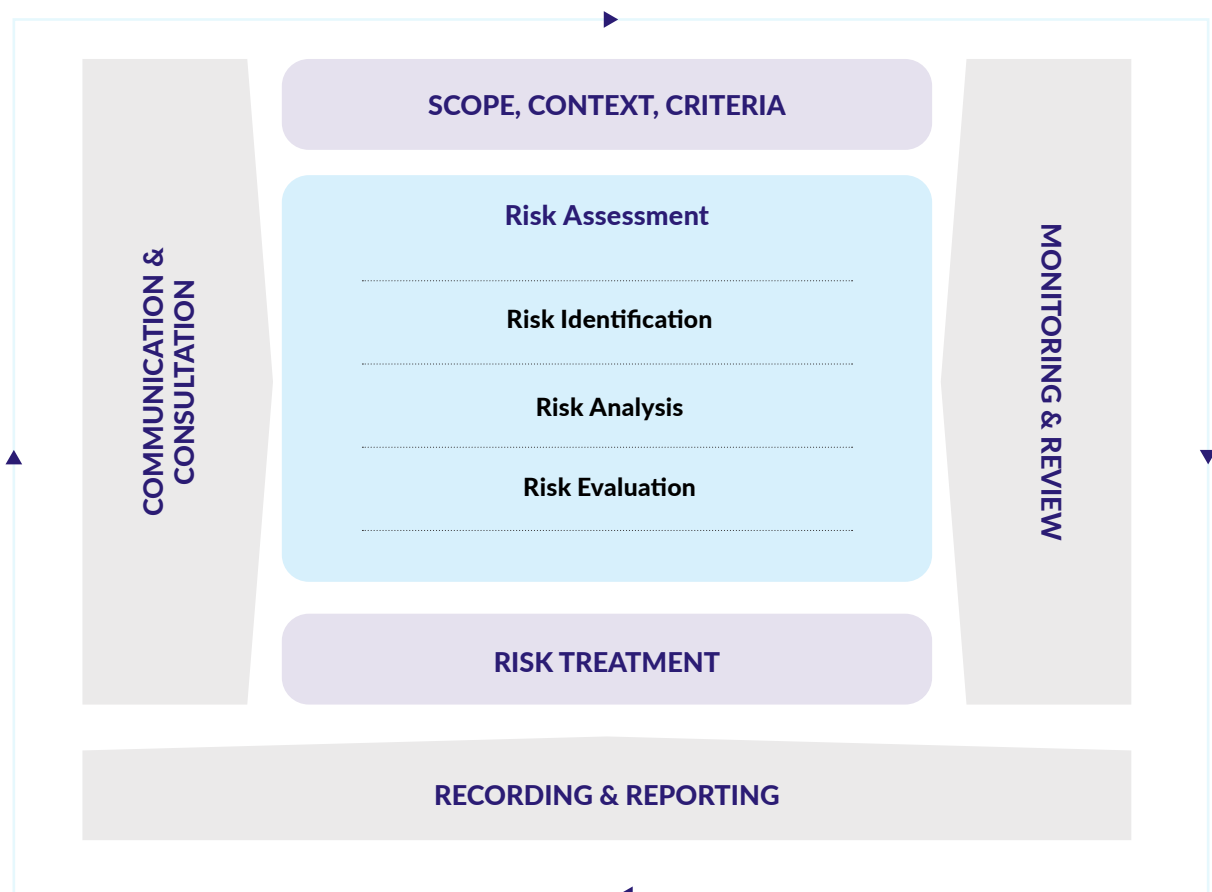 SCOPE, CONTEXT, CRITERIA
Risk Assessment
Risk Identification
Risk Analysis
Risk Evaluation
RISK TREATMENT
COMMUNICATION &
CONSULTATION
MONITORING & REVIEW
RECORDING & REPORTING